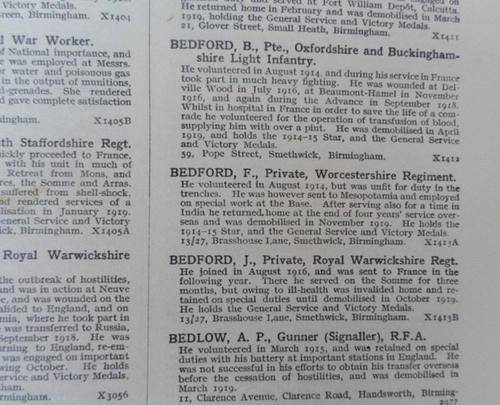 Victory Medals.
reen, Birmingham. X1404
l War Worker.
of National importance, and
e was employed at Messrs.
r water and poisonous gas
in the output of munitions,
d-grenades. She rendered
d gave complete satisfaction
ingham. X1405B
th Staffordshire Regt.
uickly proceeded to France,
with his unit in much of
Retreat from Mons, and
res, the Somme and Arras.
suffered from shell-shock,
nd rendered services of a
lisation in January 1919.
eneral Service and Victory
ick, Birmingham. X1405A
Royal Warwickshire
the outbreak of hostilities,
and was in action at Neuve
e, and was wounded on the
alided to England, and on
mia, where he took part in
was transferred to Russia,
September 1918. He was
urning to England, re-en-
was engaged on important
wing October. He holds
ervice and Victory Medals,
ham.
rmingham. X3056
and served at Fort William Depôt, Calcutta.
He returned home in February and was demobilised in March
1919, holding the General Service and Victory Medals.
21, Glover Street, Small Heath, Birmingham. X1411
BEDFORD, B., Pte., Oxfordshire and Buckingham-
shire Light Infantry.
He volunteered in August 1914, and during his service in France
took part in much heavy fighting. He was wounded at Del-
ville Wood in July 1916, at Beaumont-Hamel in November
1916, and again during the Advance in September 1918.
Whilst in hospital in France in order to save the life of a com-
rade he volunteered for the operation of transfusion of blood,
supplying him with over a pint. He was demobilised in April
1919, and holds the 1914-15 Star, and the General Service
and Victory Medals.
59, Pope Street, Smethwick, Birmingham. X1412
BEDFORD, F., Private, Worcestershire Regiment.
He volunteered in August 1914, but was unfit for duty in the
trenches. He was however sent to Mesopotamia and employed
on special work at the Base. After serving also for a time in
India he returned home at the end of four years' service over-
seas and was demobilised in November 1919. He holds the
1914-15 Star, and the General Service and Victory Medals.
13/27, Brasshouse Lane, Smethwick, Birmingham. X1413A
BEDFORD, J., Private, Royal Warwickshire Regt.
He joined in August 1916, and was sent to France in the
following year. There he served on the Somme for three
months, but owing to ill-health was invalided home and re-
tained on special duties until demobilised in October 1919.
He holds the General Service and Victory Medals.
13/27, Brasshouse Lane, Smethwick, Birmingham. X1413B
BEDLOW, A. P., Gunner (Signaller), R.F.A.
He volunteered in March 1915, and was retained on special
duties with his battery at important stations in England. He
was not successful in his efforts to obtain his transfer overseas
before the cessation of hostilities, and was demobilised in
March 1919.
11, Clarence Avenue, Clarence Road, Handsworth, Birming-